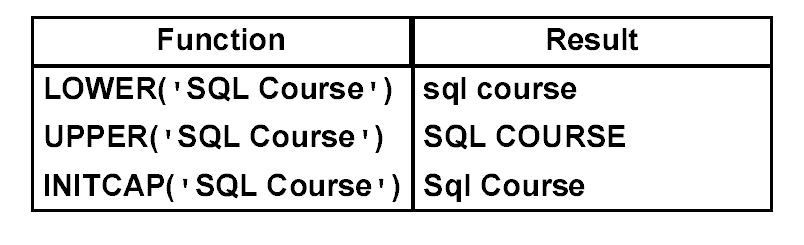 Function Result
LOWER('SQL Course') sql course
UPPER('SQL Course') SQL COURSE
INITCAP('SQL Course') Sql Course